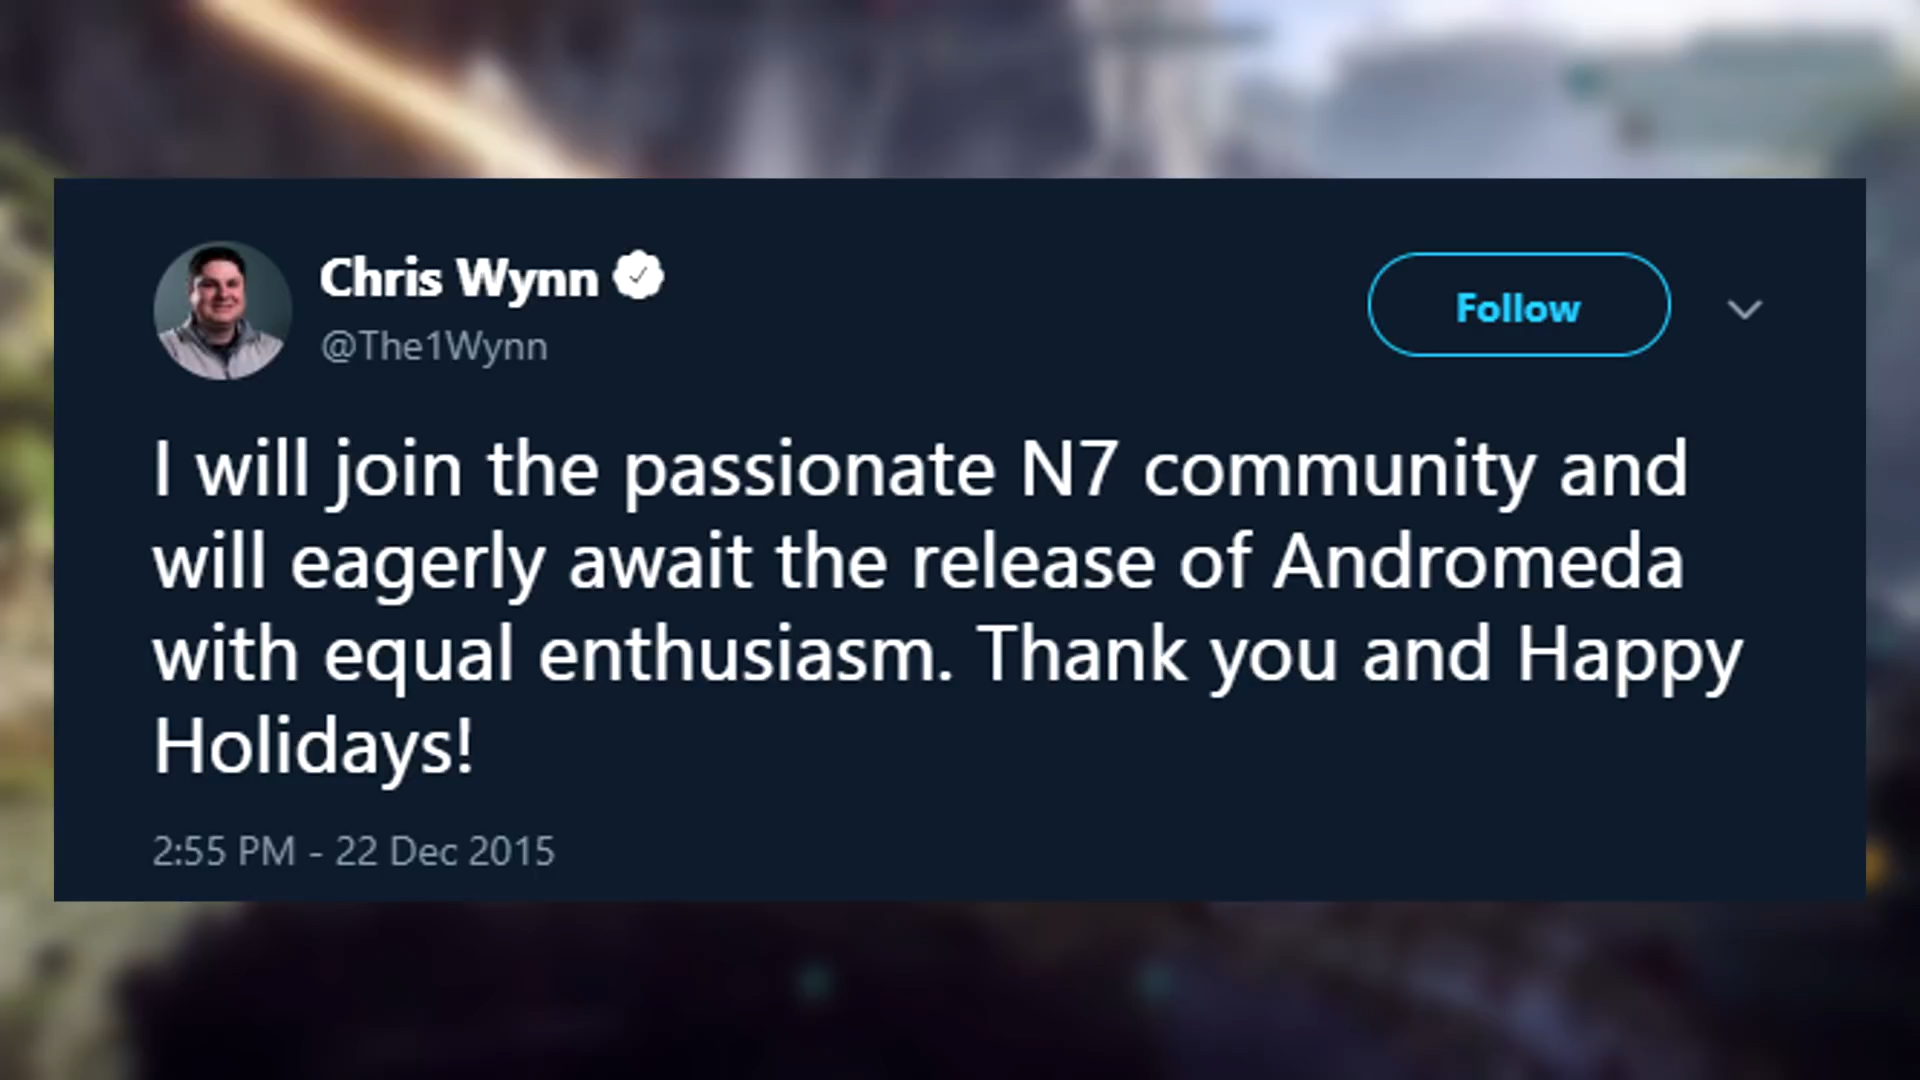 Chris Wynn
@The1Wynn
Follow
I will join the passionate N7 community and
will eagerly await the release of Andromeda
with equal enthusiasm. Thank you and Happy
Holidays!
2:55 PM - 22 Dec 2015